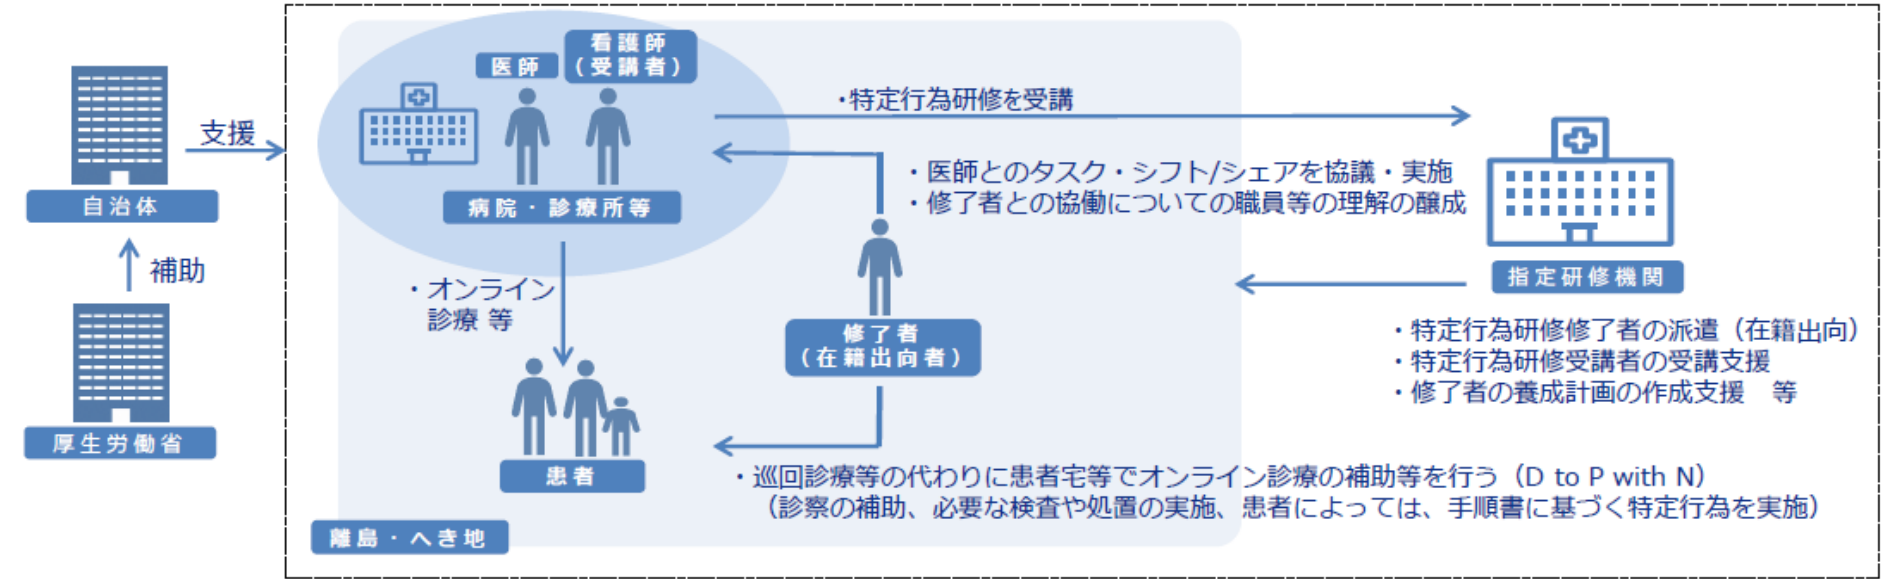 看護師
医師
（受講者）
・特定行為研修を受講
支援
・医師とのタスク・シフト/シェアを協議・実施
・修了者との協働についての職員等の理解の醸成
自治体
病院・診療所等
補助
・オンライン
診療 等
指定研修機関
修了者
（在籍出向者）
・特定行為研修修了者の派遣（在籍出向）
・特定行為研修受講者の受講支援
・修了者の養成計画の作成支援　等
厚生労働省
患者
・巡回診療等の代わりに患者宅等でオンライン診療の補助等を行う（D to P with N）
（診察の補助、必要な検査や処置の実施、患者によっては、手順書に基づく特定行為を実施）
離島・へき地